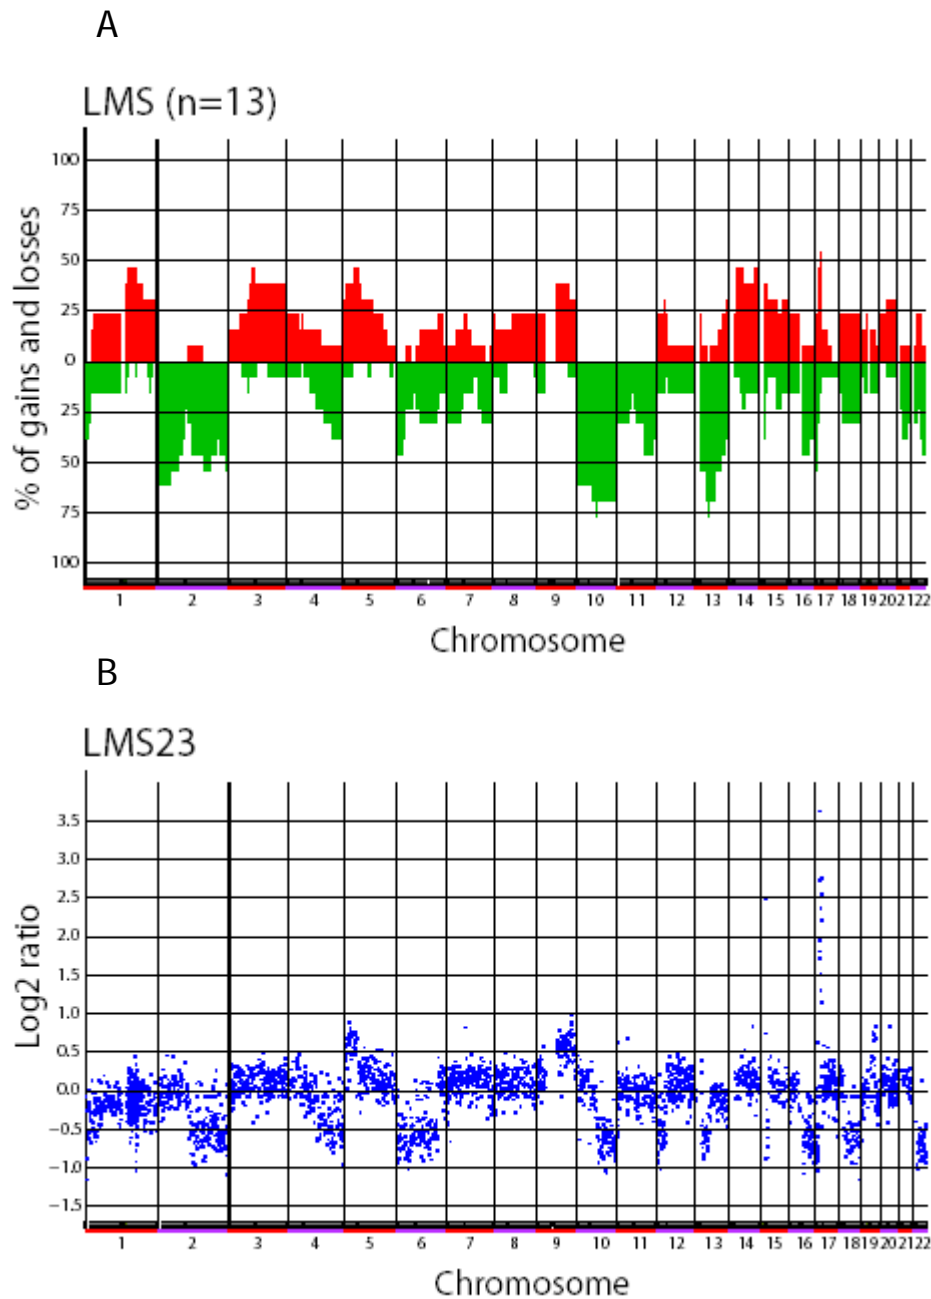 A
LMS (n=13)
% of gains and losses
100
75
50
25
0
25
50
75
100
1 2 3 4 5 6 7 8 9 10 11 12 13 14 15 16 17 18 19 20 21 22
Chromosome
B
LMS23
Log2 ratio
3.5
3.0
2.5
2.0
1.5
1.0
0.5
0.0
−0.5
−1.0
−1.5
1 2 3 4 5 6 7 8 9 10 11 12 13 14 15 16 17 18 19 20 21 22
Chromosome